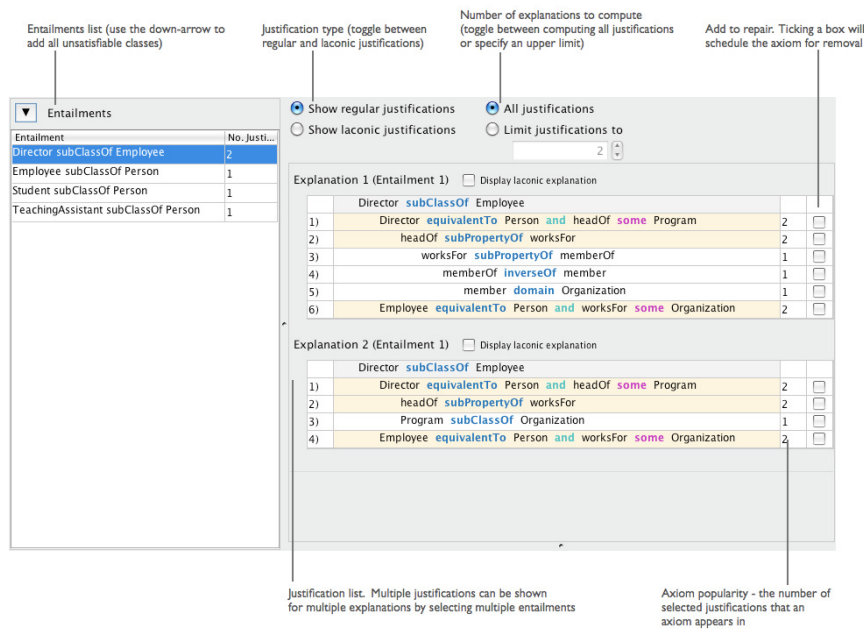 Number of explanations to compute
Entailments list (use the down-arrow to
add all unsatisfiable classes)
Justification type (toggle between
regular and laconic justifications)
(toggle between computing all justifications
or specify an upper limit)
Add to repair. Ticking a box will
schedule the axiom for removal
▼ Entailments
Entailment No. Justi...
Director subClassOf Employee 2
Employee subClassOf Person 1
Student subClassOf Person 1
TeachingAssistant subClassOf Person 1
Show regular justifications All justifications
Show laconic justifications Limit justifications to
2
Explanation 1 (Entailment 1) Display laconic explanation
Director subClassOf Employee
1) Director equivalentTo Person and headOf some Program 2
2) headOf subPropertyOf worksFor 2
3) worksFor subPropertyOf memberOf 1
4) memberOf inverseOf member 1
5) member domain Organization 1
6) Employee equivalentTo Person and worksFor some Organization 2
Explanation 2 (Entailment 1) Display laconic explanation
Director subClassOf Employee
1) Director equivalentTo Person and headOf some Program 2
2) headOf subPropertyOf worksFor 2
3) Program subClassOf Organization 1
4) Employee equivalentTo Person and worksFor some Organization 2
Justification list. Multiple justifications can be shown
for multiple explanations by selecting multiple entailments
Axiom popularity - the number of
selected justifications that an
axiom appears in